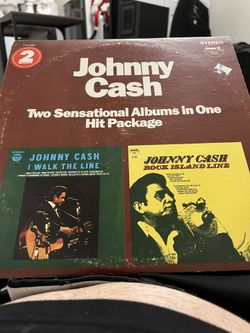 2
STEREO
Johnny
Cash
Two Sensational Albums in One
Hit Package
JOHNNY CASH
I WALK THE LINE
JOHNNY CASH
ROCK ISLAND LINE